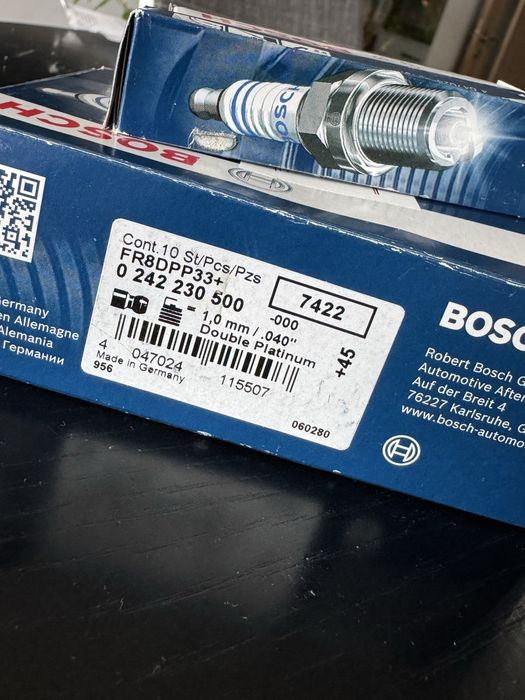 BOSCH
BOSCH
Cont.10 St/Pcs/Pzs
FR8DPP33+
0 242 230 500
7422
-000
1,0 mm / .040"
Double Platinum
+45
4 047024 115507
Made in Germany
956
060280
Germany
en Allemagne
Alemania
Германии
BOSC
Robert Bosch G
Automotive After
Auf der Breit 4
76227 Karlsruhe, G
www.bosch-automo